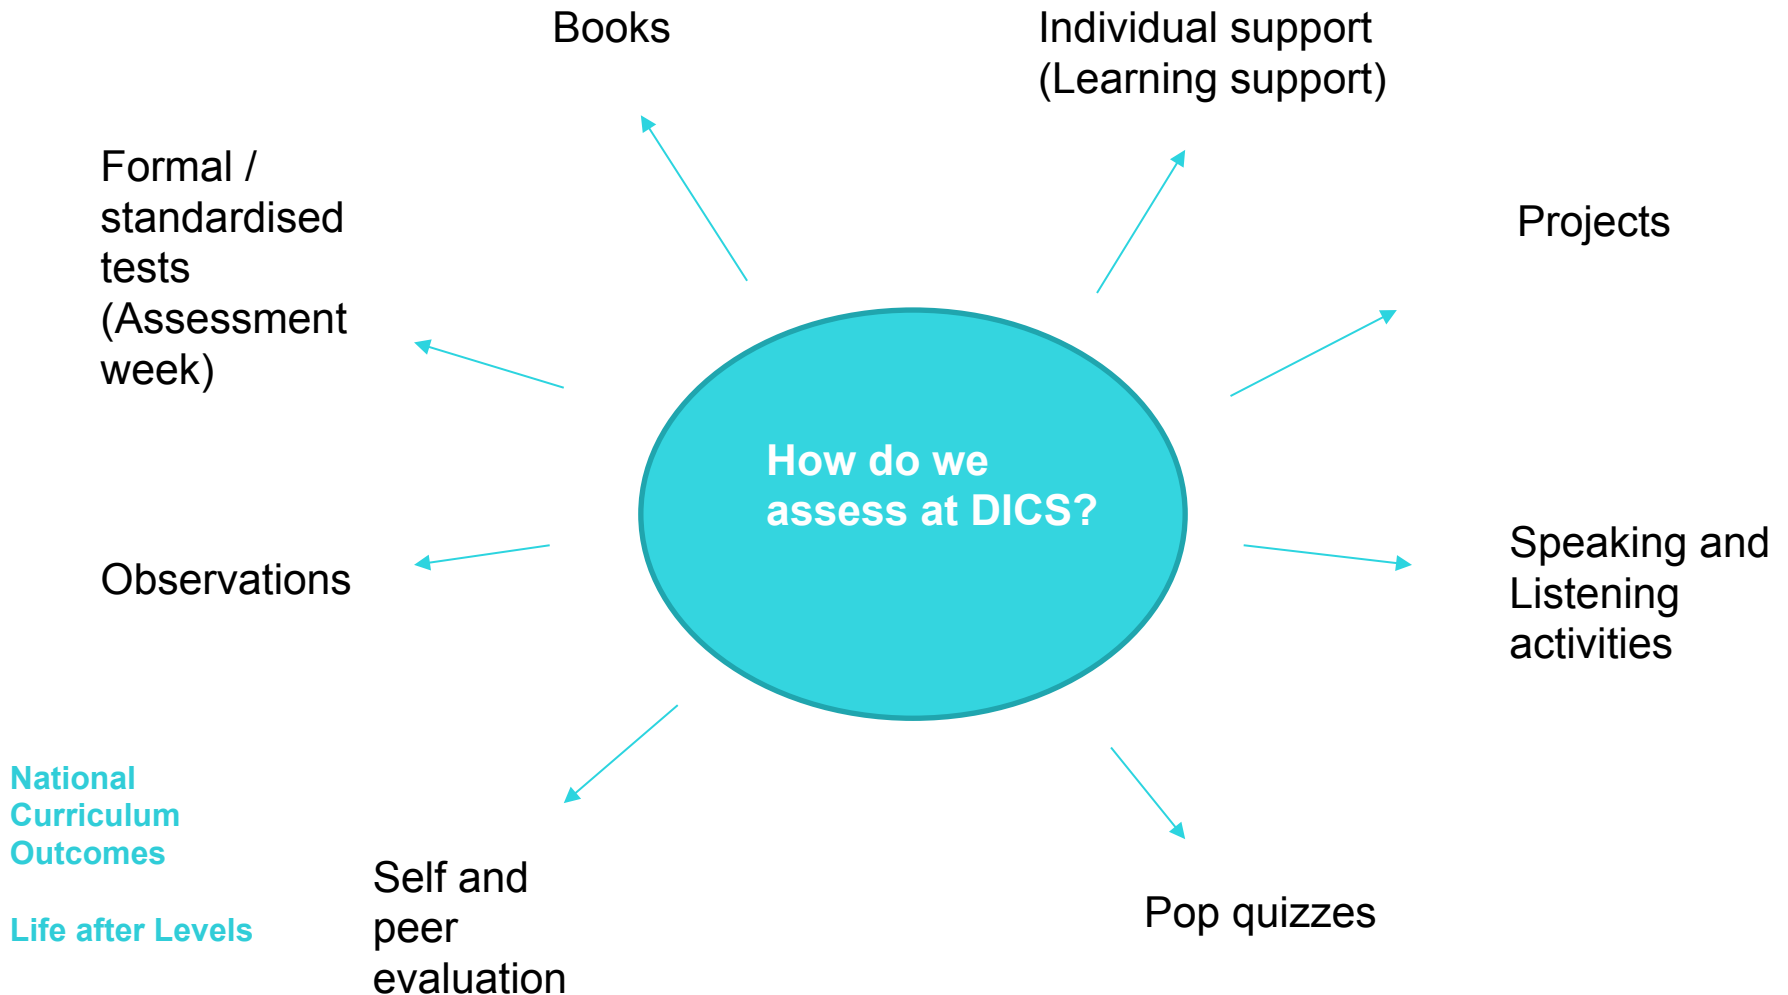 Books
Individual support
(Learning support)
Formal /
standardised
tests
(Assessment
week)
Projects
How do we
assess at DICS?
Observations
Speaking and
Listening
activities
National
Curriculum
Outcomes
Life after Levels
Self and
peer
evaluation
Pop quizzes